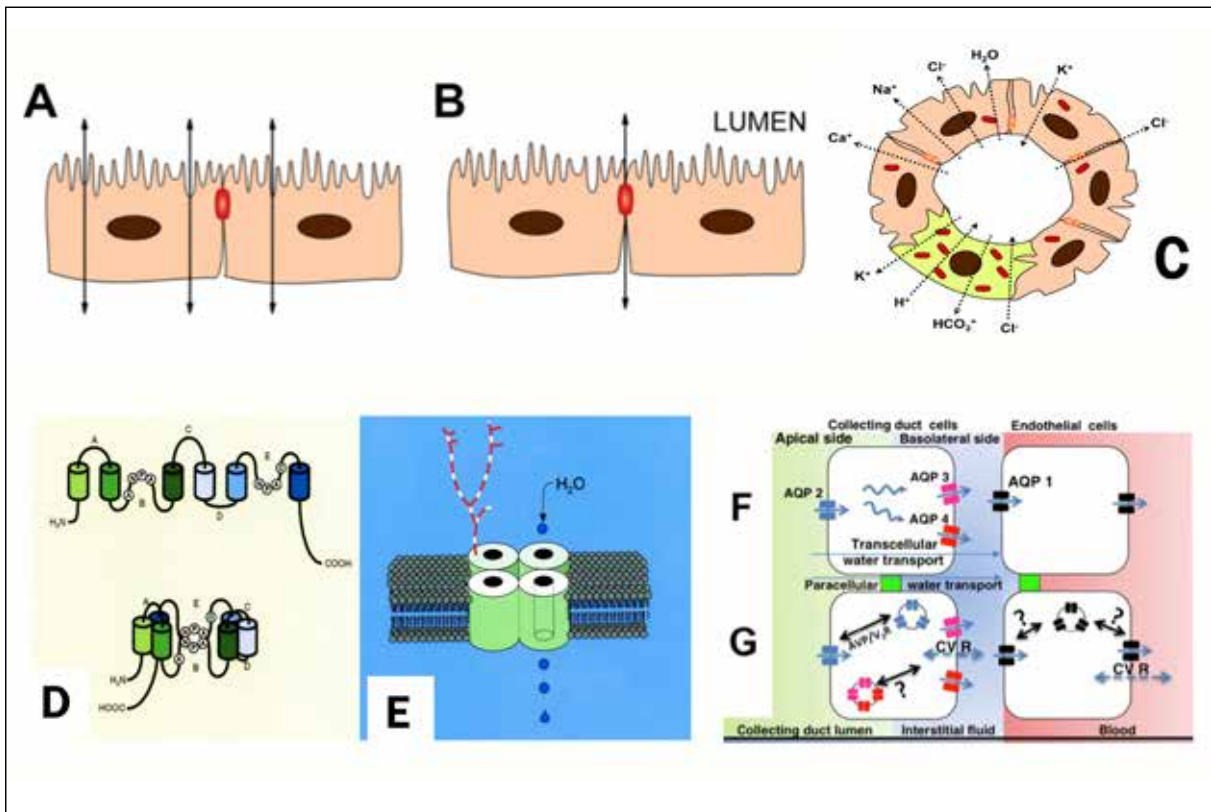 A
B
LUMEN
Cl⁻
H₂O
K⁺
Na⁺
Ca⁺
Cl⁻
C
K⁺
H⁺
HCO₃⁺
Cl⁻
A
C
E
B
D
H₂N
COOH
A
E
C
B
D
H₂N
HOOC
D
H₂O
E
Collecting duct cells
Endothelial cells
Apical side
Basolateral side
AQP 3
AQP 1
AQP 2
F
AQP 4
Transcellular
water transport
Paracellular
water transport
?
?
AVP/V₂R
G
CV R
CV R
?
Collecting duct lumen
Interstitial fluid
Blood